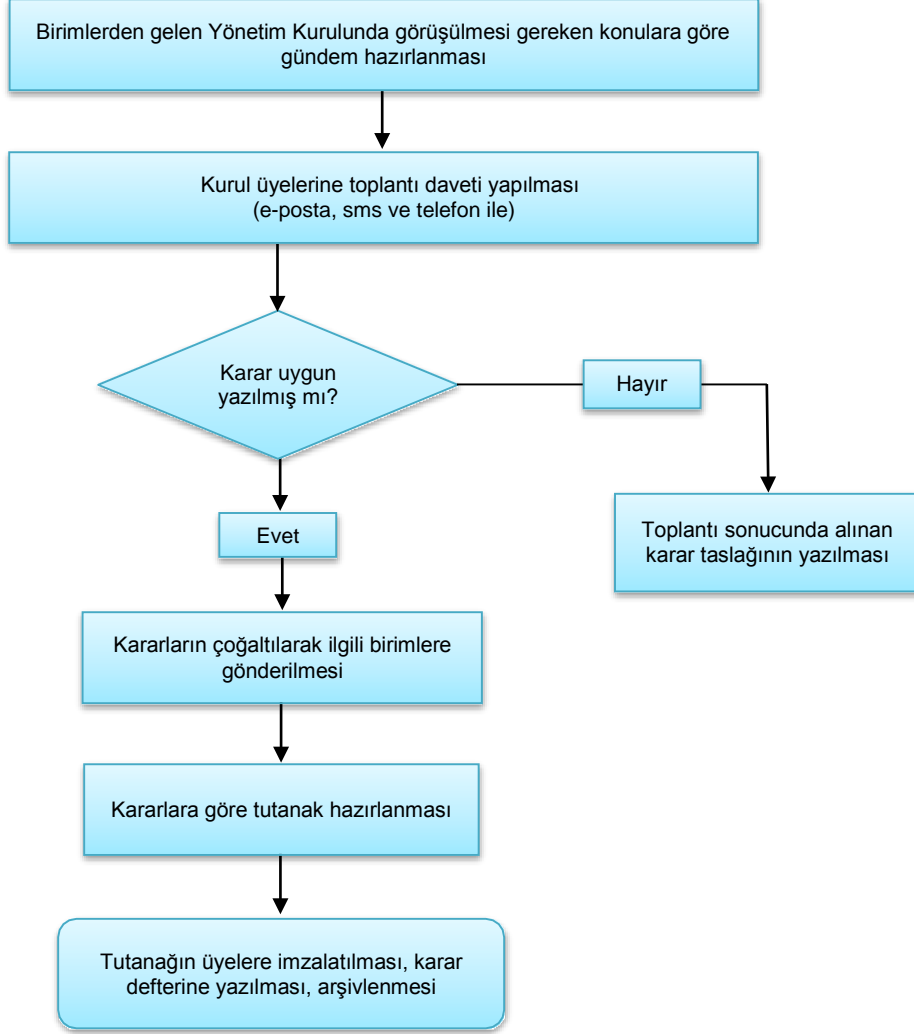 Birimlerden gelen Yönetim Kurulunda görüşülmesi gereken konulara göre
gündem hazırlanması
Kurul üyelerine toplantı daveti yapılması
(e-posta, sms ve telefon ile)
Karar uygun
yazılmış mı?
Hayır
Evet
Toplantı sonucunda alınan
karar taslağının yazılması
Kararların çoğaltılarak ilgili birimlere
gönderilmesi
Kararlara göre tutanak hazırlanması
Tutanağın üyelere imzalatılması, karar
defterine yazılması, arşivlenmesi